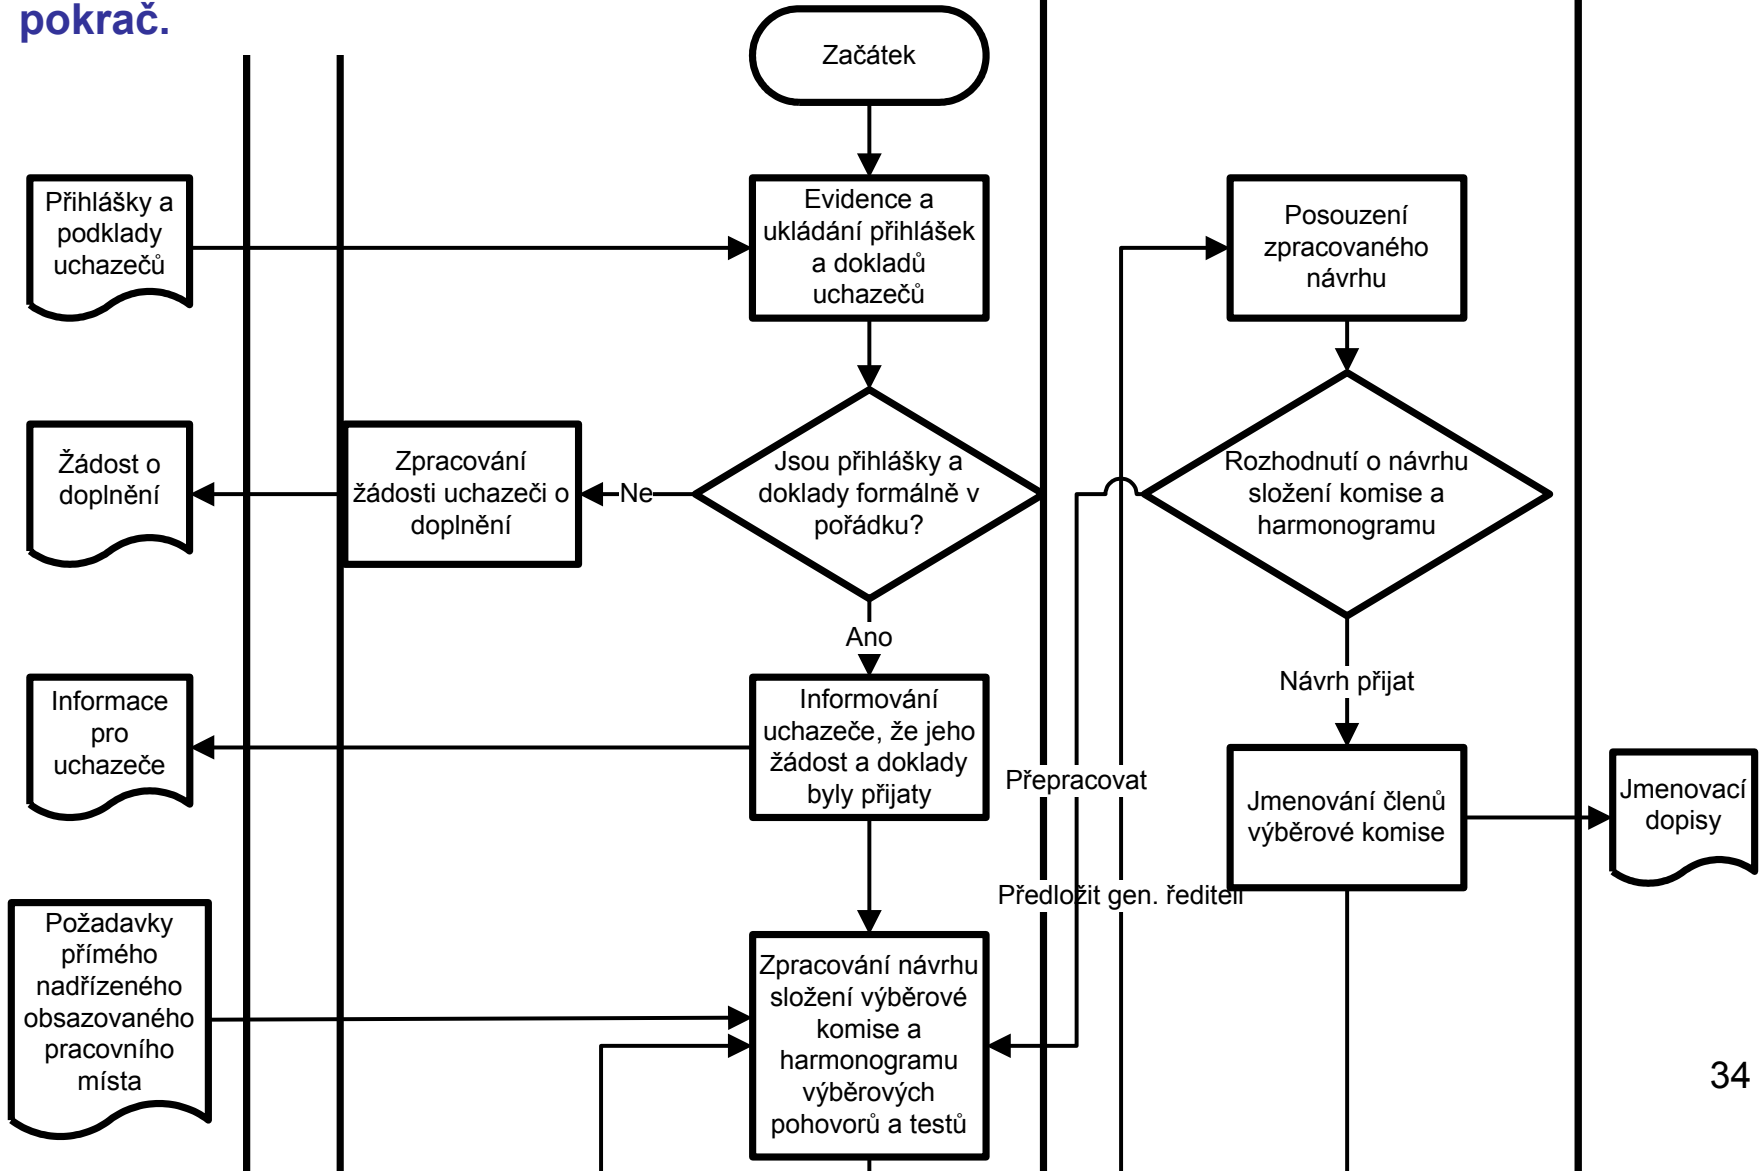 pokrač.
Začátek
Přihlášky a
podklady
uchazečů
Evidence a
ukládání přihlášek
a dokladů
uchazečů
Posouzení
zpracovaného
návrhu
Žádost o
doplnění
Zpracování
žádosti uchazeči o
doplnění
Ne
Jsou přihlášky a
doklady formálně v
pořádku?
Rozhodnutí o návrhu
složení komise a
harmonogramu
Ano
Návrh přijat
Informace
pro
uchazeče
Informování
uchazeče, že jeho
žádost a doklady
byly přijaty
Přepracovat
Jmenování členů
výběrové komise
Jmenovací
dopisy
Předložit gen. řediteli
Požadavky
přímého
nadřízeného
obsazovaného
pracovního
místa
Zpracování návrhu
složení výběrové
komise a
harmonogramu
výběrových
pohovorů a testů
34